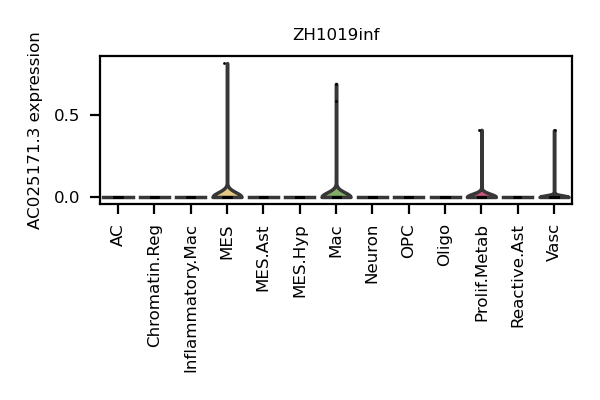 ZH1019inf
AC025171.3 expression
0.5
0.0
AC
Chromatin.Reg
Inflammatory.Mac
MES
MES.Ast
MES.Hyp
Mac
Neuron
OPC
Oligo
Prolif.Metab
Reactive.Ast
Vasc